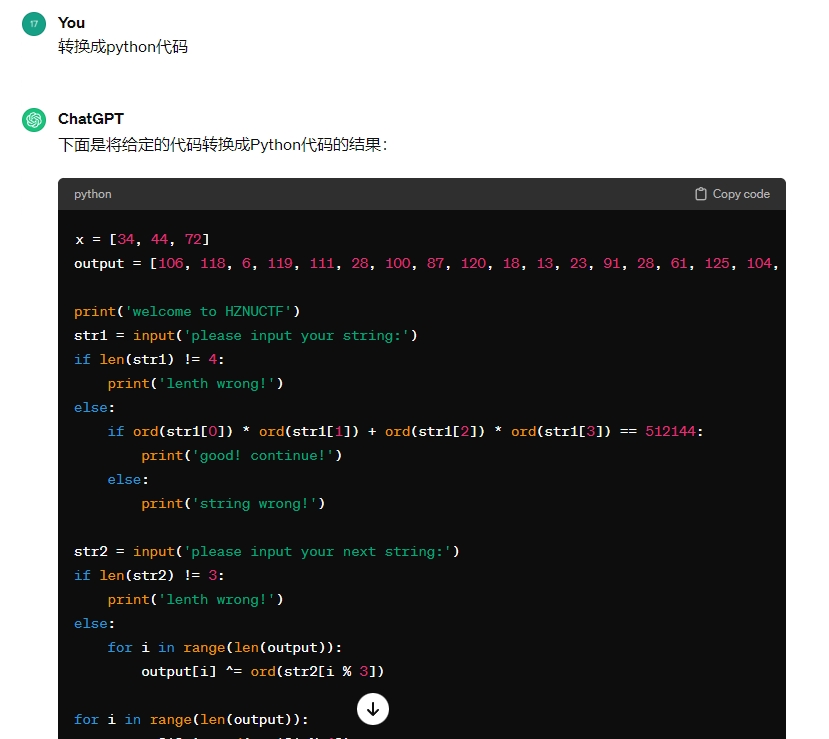 17
You
转换成python代码
ChatGPT
下面是将给定的代码转换成Python代码的结果：
python Copy code
x = [34, 44, 72]
output = [106, 118, 6, 119, 111, 28, 100, 87, 120, 18, 13, 23, 91, 28, 61, 125, 104,
print('welcome to HZNUCTF')
str1 = input('please input your string:')
if len(str1) != 4:
    print('lenth wrong!')
else:
    if ord(str1[0]) * ord(str1[1]) + ord(str1[2]) * ord(str1[3]) == 512144:
        print('good! continue!')
    else:
        print('string wrong!')
str2 = input('please input your next string:')
if len(str2) != 3:
    print('lenth wrong!')
else:
    for i in range(len(output)):
        output[i] ^= ord(str2[i % 3])
for i in range(len(output)):